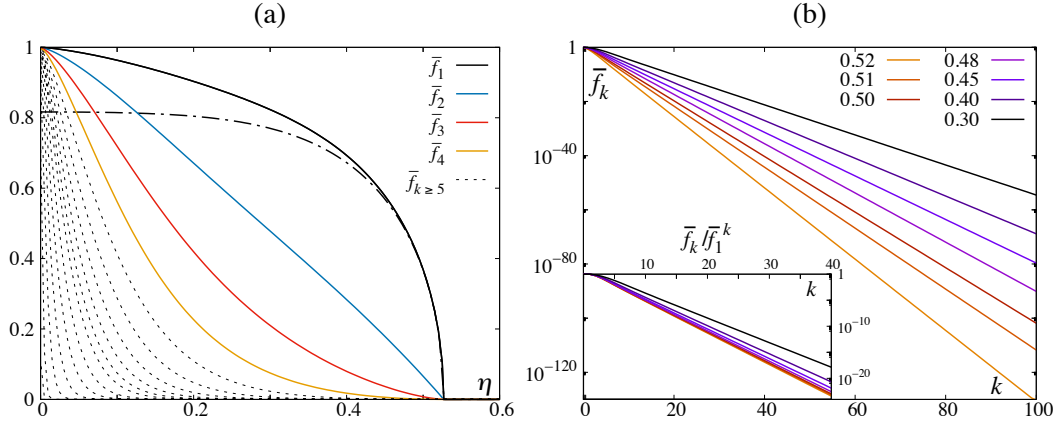 (a)
(b)
1
0.8
0.6
0.4
0.2
0
f̄₁
f̄₂
f̄₃
f̄₄
f̄ₖ ≥ ₅
η
0 0.2 0.4 0.6
1
10⁻⁴⁰
10⁻⁸⁰
10⁻¹²⁰
f̄ₖ
0.52 0.48
0.51 0.45
0.50 0.40
0.30
f̄ₖ/f̄₁ᵏ
10 20 30 40
1
k
10⁻¹⁰
10⁻²⁰
k
0 20 40 60 80 100